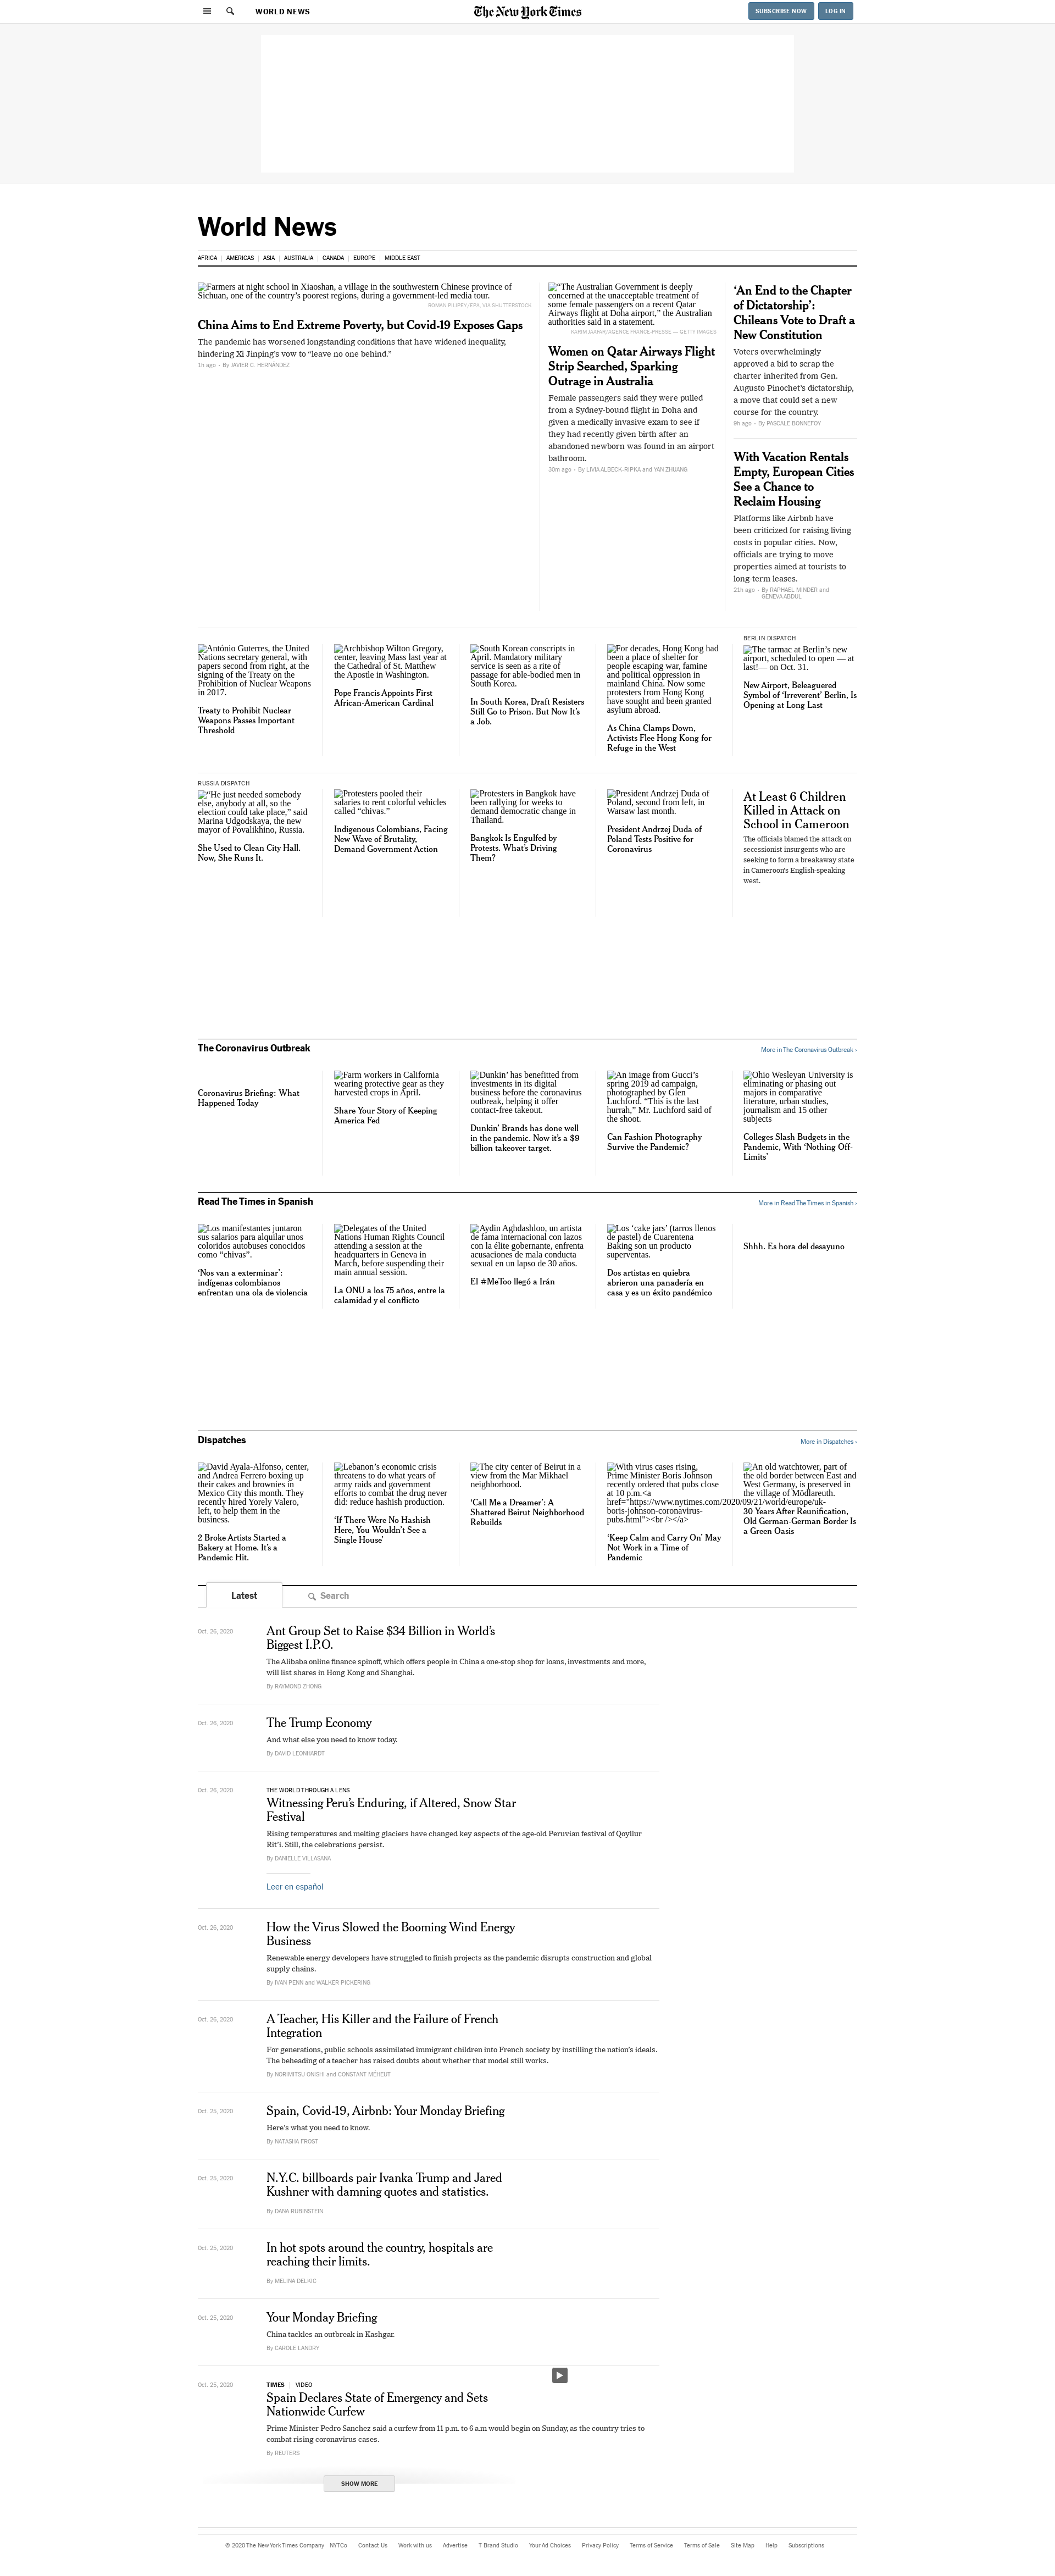 WORLD NEWS
The New York Times
SUBSCRIBE NOW
LOG IN
World News
AFRICA
AMERICAS
ASIA
AUSTRALIA
CANADA
EUROPE
MIDDLE EAST
Farmers at night school in Xiaoshan, a village in the southwestern Chinese province of
Sichuan, one of the country's poorest regions, during a government-led media tour.
ROMAN PILIPEY/EPA, VIA SHUTTERSTOCK
China Aims to End Extreme Poverty, but Covid-19 Exposes Gaps
The pandemic has worsened longstanding conditions that have widened inequality,
hindering Xi Jinping's vow to "leave no one behind."
1h ago - By JAVIER C. HERNÁNDEZ
"The Australian Government is deeply
concerned at the unacceptable treatment of
some female passengers on a recent Qatar
Airways flight at Doha airport," the Australian
authorities said in a statement.
KARIM JAAFAR/AGENCE FRANCE-PRESSE — GETTY IMAGES
Women on Qatar Airways Flight
Strip Searched, Sparking
Outrage in Australia
Female passengers said they were pulled
from a Sydney-bound flight in Doha and
given a medically invasive exam to see if
they had recently given birth after an
abandoned newborn was found in an airport
bathroom.
30m ago - By LIVIA ALBECK-RIPKA and YAN ZHUANG
'An End to the Chapter
of Dictatorship':
Chileans Vote to Draft a
New Constitution
Voters overwhelmingly
approved a bid to scrap the
charter inherited from Gen.
Augusto Pinochet's dictatorship,
a move that could set a new
course for the country.
9h ago - By PASCALE BONNEFOY
With Vacation Rentals
Empty, European Cities
See a Chance to
Reclaim Housing
Platforms like Airbnb have
been criticized for raising living
costs in popular cities. Now,
officials are trying to move
properties aimed at tourists to
long-term leases.
21h ago - By RAPHAEL MINDER and
GENEVA ABDUL
António Guterres, the United
Nations secretary general, with
papers second from right, at the
signing of the Treaty on the
Prohibition of Nuclear Weapons
in 2017.
Treaty to Prohibit Nuclear
Weapons Passes Important
Threshold
Archbishop Wilton Gregory,
center, leaving Mass last year at
the Cathedral of St. Matthew
the Apostle in Washington.
Pope Francis Appoints First
African-American Cardinal
South Korean conscripts in
April. Mandatory military
service is seen as a rite of
passage for able-bodied men in
South Korea.
In South Korea, Draft Resisters
Still Go to Prison. But Now It's
a Job.
For decades, Hong Kong had
been a place of shelter for
people escaping war, famine
and political oppression in
mainland China. Now some
protesters from Hong Kong
have sought and been granted
asylum abroad.
As China Clamps Down,
Activists Flee Hong Kong for
Refuge in the West
BERLIN DISPATCH
The tarmac at Berlin's new
airport, scheduled to open — at
last!— on Oct. 31.
New Airport, Beleaguered
Symbol of 'Irreverent' Berlin, Is
Opening at Long Last
RUSSIA DISPATCH
"He just needed somebody
else, anybody at all, so the
election could take place," said
Marina Udgodskaya, the new
mayor of Povalikhino, Russia.
She Used to Clean City Hall.
Now, She Runs It.
Protesters pooled their
salaries to rent colorful vehicles
called "chivas."
Indigenous Colombians, Facing
New Wave of Brutality,
Demand Government Action
Protesters in Bangkok have
been rallying for weeks to
demand democratic change in
Thailand.
Bangkok Is Engulfed by
Protests. What's Driving
Them?
President Andrzej Duda of
Poland, second from left, in
Warsaw last month.
President Andrzej Duda of
Poland Tests Positive for
Coronavirus
At Least 6 Children
Killed in Attack on
School in Cameroon
The officials blamed the attack on
secessionist insurgents who are
seeking to form a breakaway state
in Cameroon's English-speaking
west.
The Coronavirus Outbreak
More in The Coronavirus Outbreak ›
Coronavirus Briefing: What
Happened Today
Farm workers in California
wearing protective gear as they
harvested crops in April.
Share Your Story of Keeping
America Fed
Dunkin' has benefitted from
investments in its digital
business before the coronavirus
outbreak, helping it offer
contact-free takeout.
Dunkin' Brands has done well
in the pandemic. Now it's a $9
billion takeover target.
An image from Gucci's
spring 2019 ad campaign,
photographed by Glen
Luchford. "This is the last
hurrah," Mr. Luchford said of
the shoot.
Can Fashion Photography
Survive the Pandemic?
Ohio Wesleyan University is
eliminating or phasing out
majors in comparative
literature, urban studies,
journalism and 15 other
subjects
Colleges Slash Budgets in the
Pandemic, With 'Nothing Off-
Limits'
Read The Times in Spanish
More in Read The Times in Spanish ›
Los manifestantes juntaron
sus salarios para alquilar unos
coloridos autobuses conocidos
como "chivas".
'Nos van a exterminar':
indígenas colombianos
enfrentan una ola de violencia
Delegates of the United
Nations Human Rights Council
attending a session at the
headquarters in Geneva in
March, before suspending their
main annual session.
La ONU a los 75 años, entre la
calamidad y el conflicto
Aydin Aghdashloo, un artista
de fama internacional con lazos
con la élite gobernante, enfrenta
acusaciones de mala conducta
sexual en un lapso de 30 años.
El #MeToo llegó a Irán
Los 'cake jars' (tarros llenos
de pastel) de Cuarentena
Baking son un producto
superventas.
Dos artistas en quiebra
abrieron una panadería en
casa y es un éxito pandémico
Shhh. Es hora del desayuno
Dispatches
More in Dispatches ›
David Ayala-Alfonso, center,
and Andrea Ferrero boxing up
their cakes and brownies in
Mexico City this month. They
recently hired Yorely Valero,
left, to help them in the
business.
2 Broke Artists Started a
Bakery at Home. It's a
Pandemic Hit.
Lebanon's economic crisis
threatens to do what years of
army raids and government
efforts to combat the drug never
did: reduce hashish production.
'If There Were No Hashish
Here, You Wouldn't See a
Single House'
The city center of Beirut in a
view from the Mar Mikhael
neighborhood.
'Call Me a Dreamer': A
Shattered Beirut Neighborhood
Rebuilds
With virus cases rising,
Prime Minister Boris Johnson
recently ordered that pubs close
at 10 p.m.<a
href="https://www.nytimes.com/2020/09/21/world/europe/uk-
boris-johnson-coronavirus-
pubs.html"><br /></a>
'Keep Calm and Carry On' May
Not Work in a Time of
Pandemic
An old watchtower, part of
the old border between East and
West Germany, is preserved in
the village of Mödlareuth.
30 Years After Reunification,
Old German-German Border Is
a Green Oasis
Latest
Search
Oct. 26, 2020
Ant Group Set to Raise $34 Billion in World's
Biggest I.P.O.
The Alibaba online finance spinoff, which offers people in China a one-stop shop for loans, investments and more,
will list shares in Hong Kong and Shanghai.
By RAYMOND ZHONG
Oct. 26, 2020
The Trump Economy
And what else you need to know today.
By DAVID LEONHARDT
Oct. 26, 2020
THE WORLD THROUGH A LENS
Witnessing Peru's Enduring, if Altered, Snow Star
Festival
Rising temperatures and melting glaciers have changed key aspects of the age-old Peruvian festival of Qoyllur
Rit'i. Still, the celebrations persist.
By DANIELLE VILLASANA
Leer en español
Oct. 26, 2020
How the Virus Slowed the Booming Wind Energy
Business
Renewable energy developers have struggled to finish projects as the pandemic disrupts construction and global
supply chains.
By IVAN PENN and WALKER PICKERING
Oct. 26, 2020
A Teacher, His Killer and the Failure of French
Integration
For generations, public schools assimilated immigrant children into French society by instilling the nation's ideals.
The beheading of a teacher has raised doubts about whether that model still works.
By NORIMITSU ONISHI and CONSTANT MÉHEUT
Oct. 25, 2020
Spain, Covid-19, Airbnb: Your Monday Briefing
Here's what you need to know.
By NATASHA FROST
Oct. 25, 2020
N.Y.C. billboards pair Ivanka Trump and Jared
Kushner with damning quotes and statistics.
By DANA RUBINSTEIN
Oct. 25, 2020
In hot spots around the country, hospitals are
reaching their limits.
By MELINA DELKIC
Oct. 25, 2020
Your Monday Briefing
China tackles an outbreak in Kashgar.
By CAROLE LANDRY
Oct. 25, 2020
TIMES | VIDEO
Spain Declares State of Emergency and Sets
Nationwide Curfew
Prime Minister Pedro Sanchez said a curfew from 11 p.m. to 6 a.m would begin on Sunday, as the country tries to
combat rising coronavirus cases.
By REUTERS
SHOW MORE
© 2020 The New York Times Company
NYTCo
Contact Us
Work with us
Advertise
T Brand Studio
Your Ad Choices
Privacy Policy
Terms of Service
Terms of Sale
Site Map
Help
Subscriptions